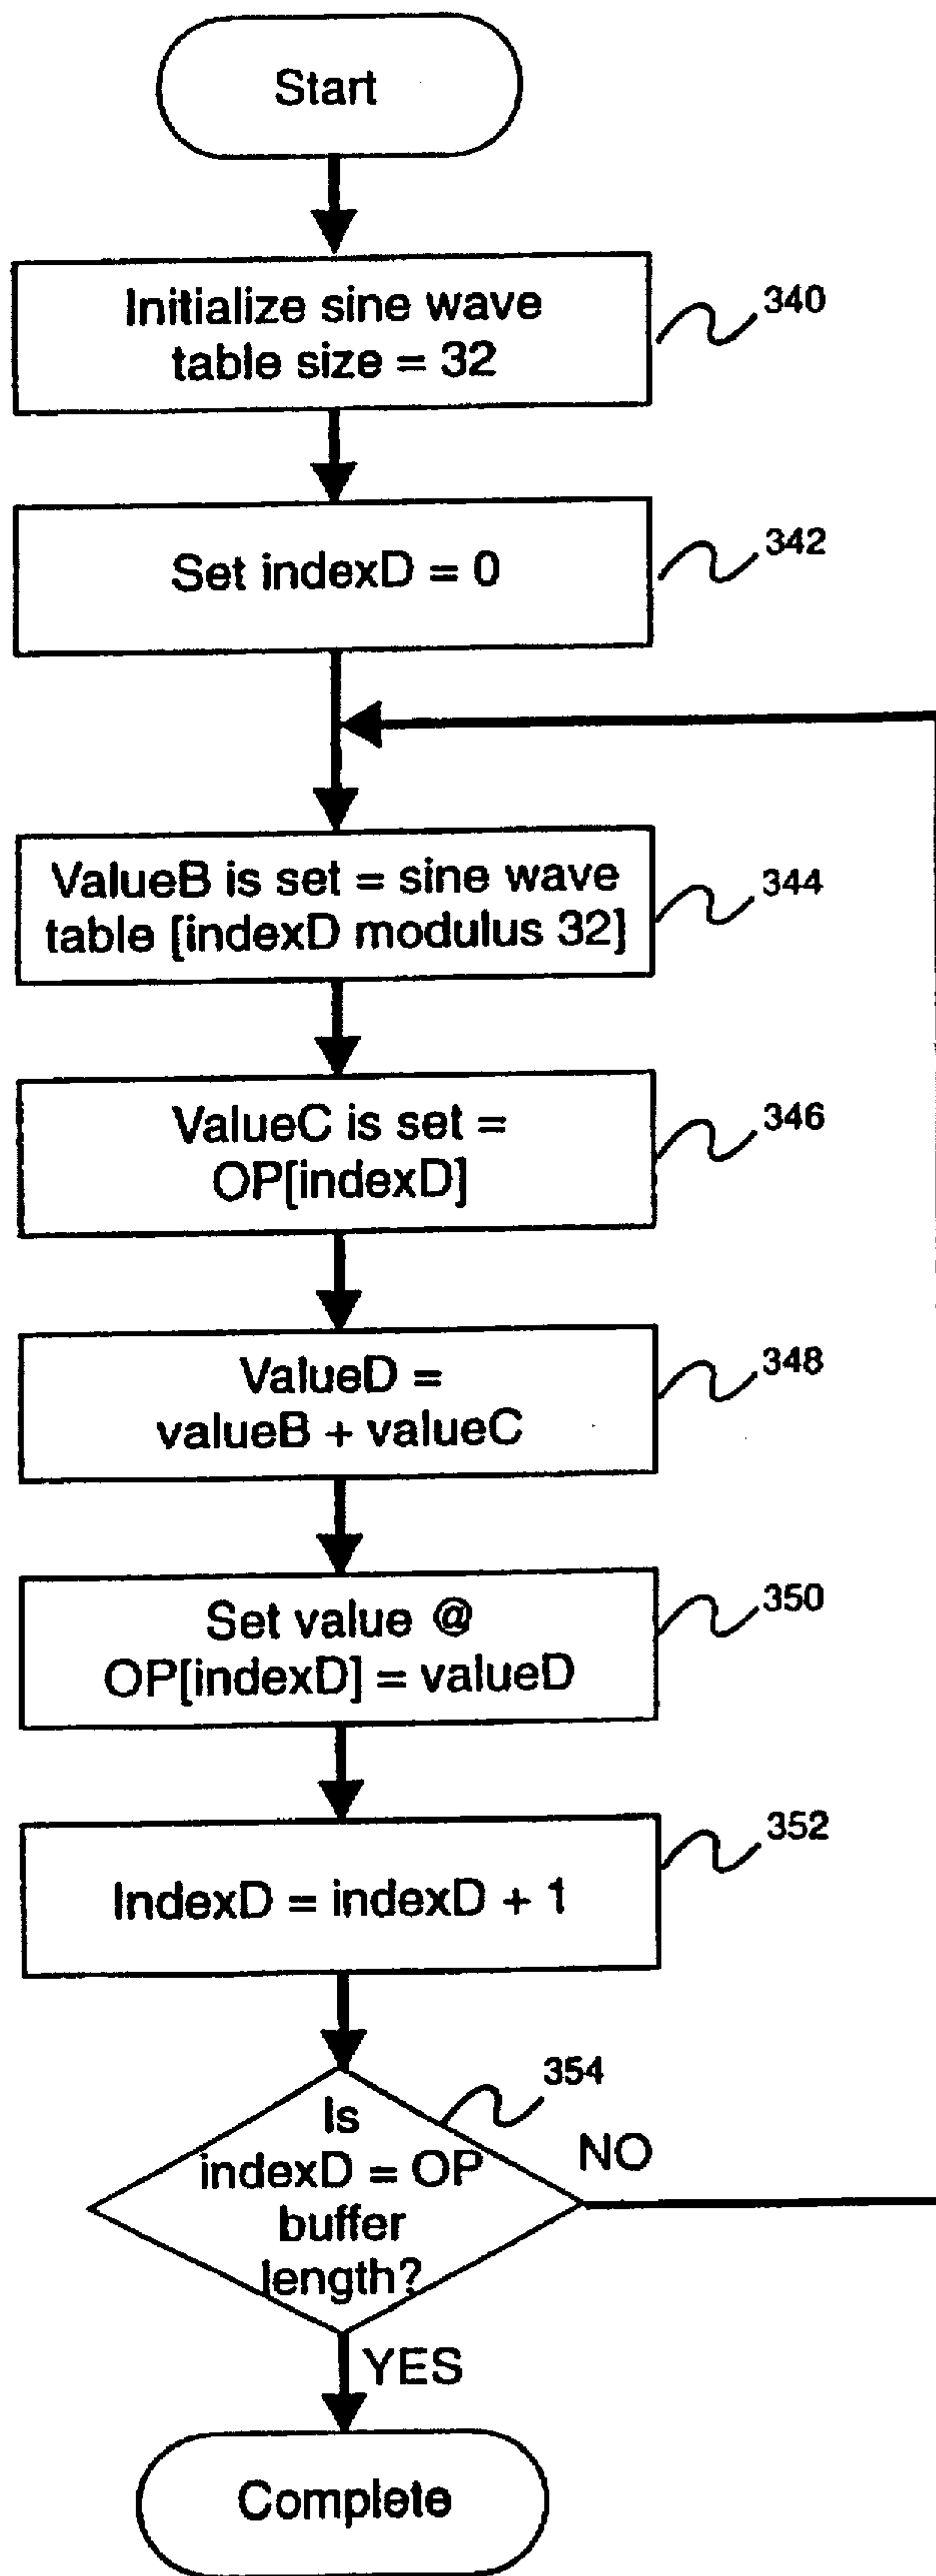 Start
Initialize sine wave
table size = 32
340
Set indexD = 0
342
ValueB is set = sine wave
table [indexD modulus 32]
344
ValueC is set =
OP[indexD]
346
ValueD =
valueB + valueC
348
Set value @
OP[indexD] = valueD
350
IndexD = indexD + 1
352
354
Is
indexD = OP
buffer
length?
NO
YES
Complete